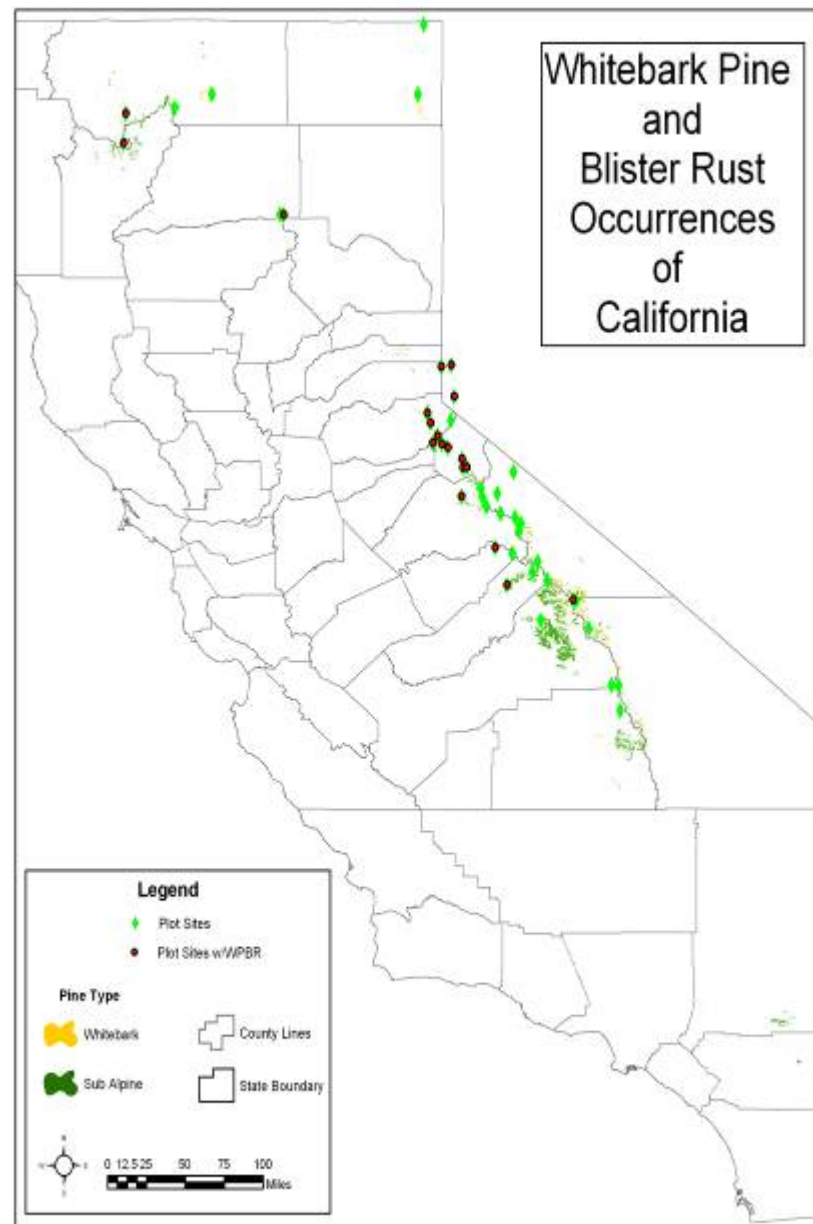 Whitebark Pine
and
Blister Rust
Occurrences
of
California
Legend
Plot Sites
Plot Sites w/WPBR
Pine Type
Whitebark
County Lines
Sub Alpine
State Boundary
N
W
E
S
0 12.5 25 50 75 100
Miles